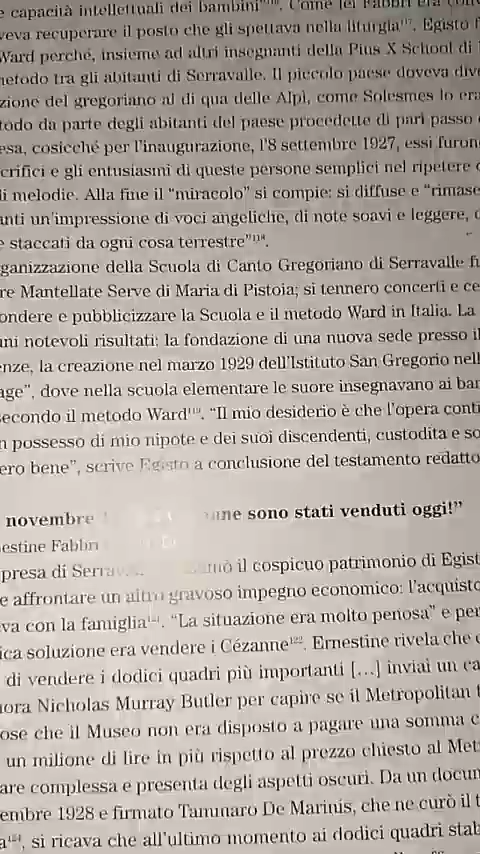 e capacità intellettuali dei bambini
veva recuperare il posto che gli spettava nella liturgia¹¹⁷. Egisto
Ward perché, insieme ad altri insegnanti della Pius X School di
metodo tra gli abitanti di Serravalle. Il piccolo paese doveva dive
zione del gregoriano al di qua delle Alpi, come Solesmes lo era
todo da parte degli abitanti del paese procedette di pari passo
esa, cosicché per l'inaugurazione, l'8 settembre 1927, essi furon
crifici e gli entusiasmi di queste persone semplici nel ripetere
li melodie. Alla fine il "miracolo" si compie: si diffuse e "rimase
anti un'impressione di voci angeliche, di note soavi e leggere,
e staccati da ogni cosa terrestre"¹¹⁸.
ganizzazione della Scuola di Canto Gregoriano di Serravalle fu
re Mantellate Serve di Maria di Pistoia; si tennero concerti e ce
ondere e pubblicizzare la Scuola e il metodo Ward in Italia. La
uni notevoli risultati: la fondazione di una nuova sede presso il
enze, la creazione nel marzo 1929 dell'Istituto San Gregorio nell
age", dove nella scuola elementare le suore insegnavano ai bar
secondo il metodo Ward¹¹⁹. "Il mio desiderio è che l'opera conti
n possesso di mio nipote e dei suoi discendenti, custodita e so
ero bene", scrive Egisto a conclusione del testamento redatto
novembre nne sono stati venduti oggi!"
estine Fabbri
presa di il cospicuo patrimonio di Egist
e affrontare un altro gravoso impegno economico: l'acquisto
va con la famiglia. "La situazione era molto penosa" e per
ica soluzione era vendere i Cézanne¹²². Ernestine rivela che
di vendere i dodici quadri più importanti [...] inviai un ca
ora Nicholas Murray Butler per capire se il Metropolitan
ose che il Museo non era disposto a pagare una somma
un milione di lire in più rispetto al prezzo chiesto al Met
are complessa e presenta degli aspetti oscuri. Da un docum
embre 1928 e firmato Tammaro De Marinis, che ne curò il
a¹²⁴, si ricava che all'ultimo momento ai dodici quadri stab